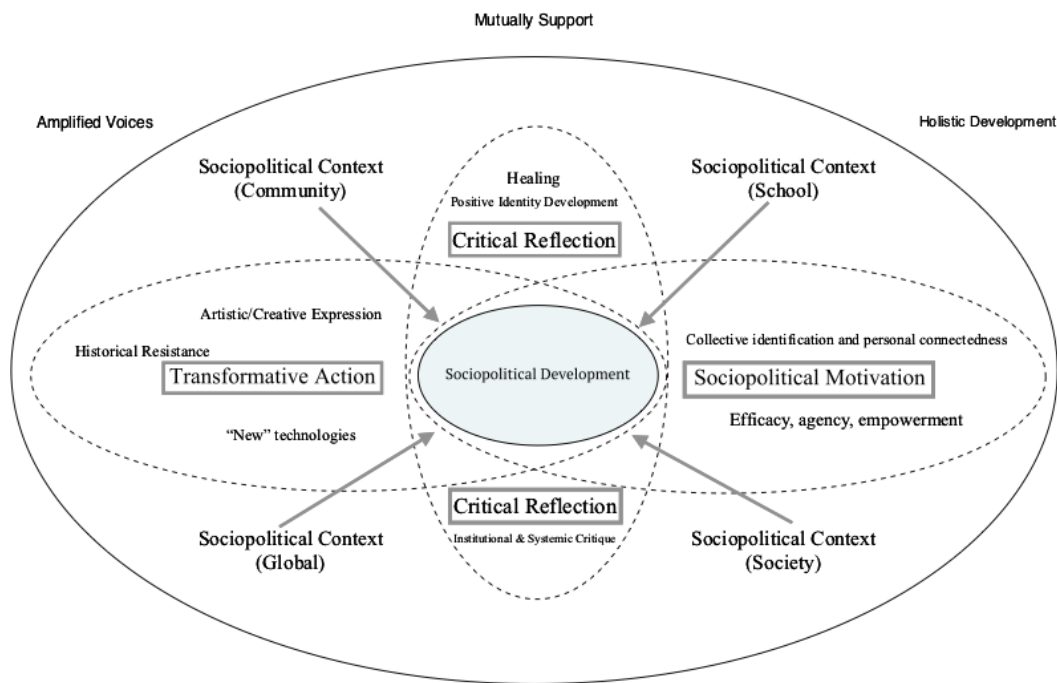 Mutually Support
Amplified Voices
Holistic Development
Sociopolitical Context
(Community)
Healing
Positive Identity Development
Critical Reflection
Sociopolitical Context
(School)
Artistic/Creative Expression
Historical Resistance
Transformative Action
“New” technologies
Sociopolitical Development
Collective identification and personal connectedness
Sociopolitical Motivation
Efficacy, agency, empowerment
Critical Reflection
Institutional & Systemic Critique
Sociopolitical Context
(Global)
Sociopolitical Context
(Society)